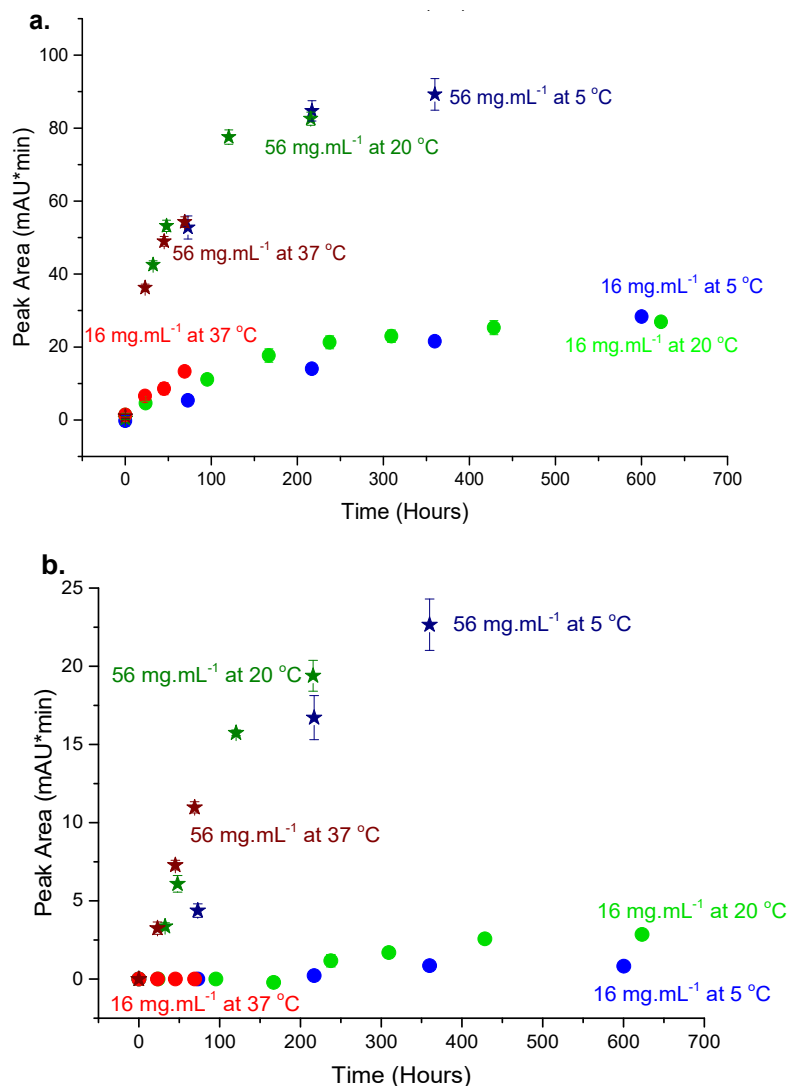 a.
100
80
60
40
20
0
Peak Area (mAU*min)
56 mg.mL⁻¹ at 5 °C
56 mg.mL⁻¹ at 20 °C
56 mg.mL⁻¹ at 37 °C
16 mg.mL⁻¹ at 5 °C
16 mg.mL⁻¹ at 37 °C
16 mg.mL⁻¹ at 20 °C
0 100 200 300 400 500 600 700
Time (Hours)
b.
25
20
15
10
5
0
Peak Area (mAU*min)
56 mg.mL⁻¹ at 5 °C
56 mg.mL⁻¹ at 20 °C
56 mg.mL⁻¹ at 37 °C
16 mg.mL⁻¹ at 20 °C
16 mg.mL⁻¹ at 37 °C
16 mg.mL⁻¹ at 5 °C
0 100 200 300 400 500 600 700
Time (Hours)